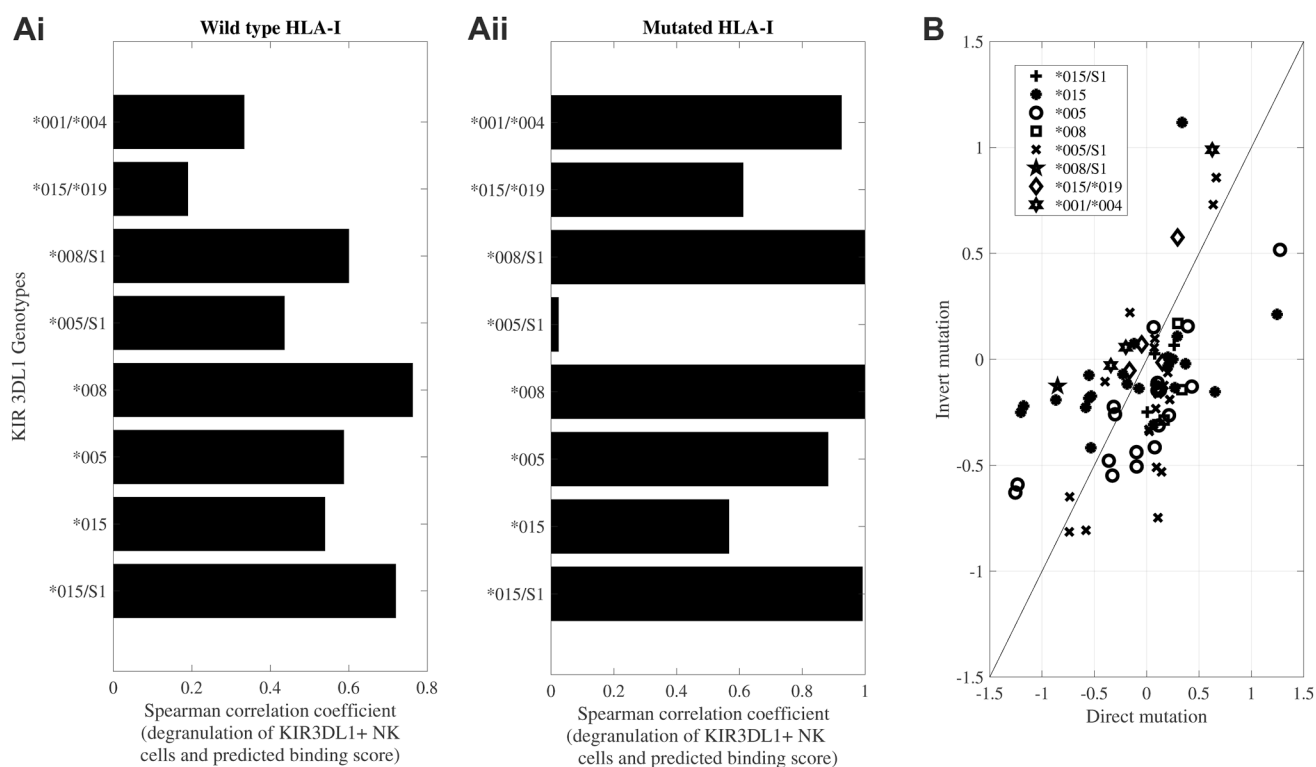 Ai
Wild type HLA-I
KIR 3DL1 Genotypes
*001/*004
*015/*019
*008/S1
*005/S1
*008
*005
*015
*015/S1
0 0.2 0.4 0.6 0.8
Spearman correlation coefficient
(degranulation of KIR3DL1+ NK
cells and predicted binding score)
Aii
Mutated HLA-I
*001/*004
*015/*019
*008/S1
*005/S1
*008
*005
*015
*015/S1
0 0.2 0.4 0.6 0.8 1
Spearman correlation coefficient
(degranulation of KIR3DL1+ NK
cells and predicted binding score)
B
*015/S1
*015
*005
*008
*005/S1
*008/S1
*015/*019
*001/*004
Invert mutation
1.5
1
0.5
0
-0.5
-1
-1.5
-1.5 -1 -0.5 0 0.5 1 1.5
Direct mutation